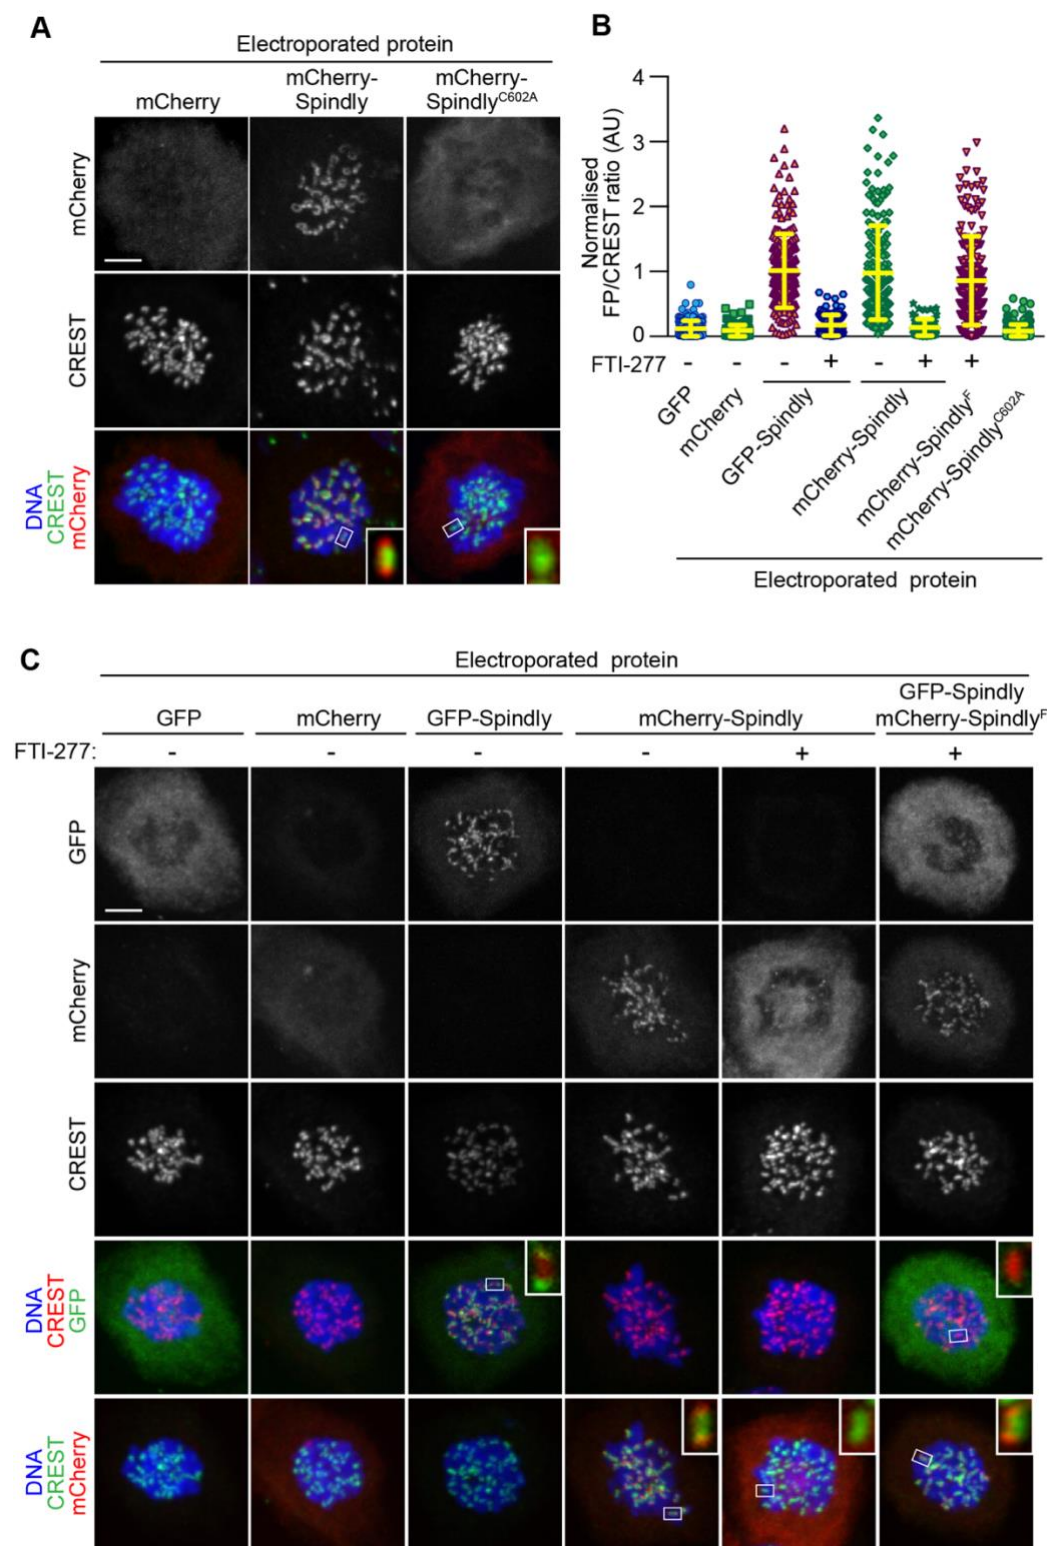 A
Electroporated protein
mCherry
mCherry-
Spindly
mCherry-
Spindly^C602A
mCherry
CREST
DNA
CREST
mCherry
B
Normalised
FP/CREST ratio (AU)
4
3
2
1
0
FTI-277 - - - + - + +
GFP
mCherry
GFP-Spindly
mCherry-Spindly
mCherry-Spindly^F
mCherry-Spindly^C602A
Electroporated protein
C
Electroporated protein
GFP
mCherry
GFP-Spindly
mCherry-Spindly
GFP-Spindly
mCherry-Spindly^F
FTI-277: - - - - + +
GFP
mCherry
CREST
DNA
CREST
GFP
DNA
CREST
mCherry